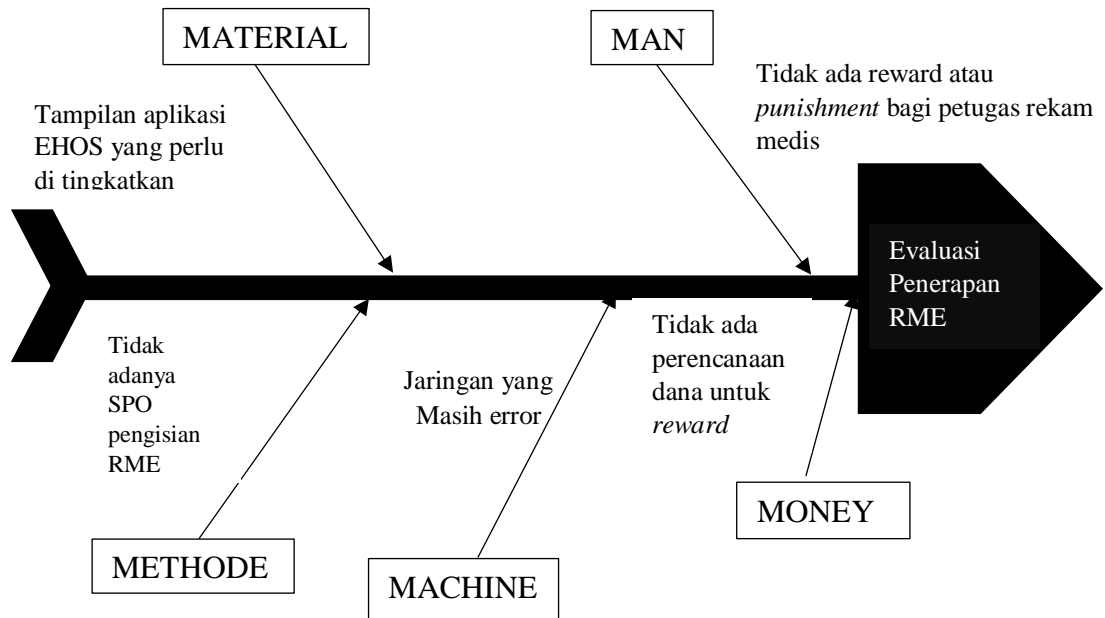 MATERIAL
MAN
Tidak ada reward atau
punishment bagi petugas rekam
medis
Tampilan aplikasi
EHOS yang perlu
di tingkatkan
Evaluasi
Penerapan
RME
Tidak
adanya
SPO
pengisian
RME
Jaringan yang
Masih error
Tidak ada
perencanaan
dana untuk
reward
MONEY
METHODE
MACHINE